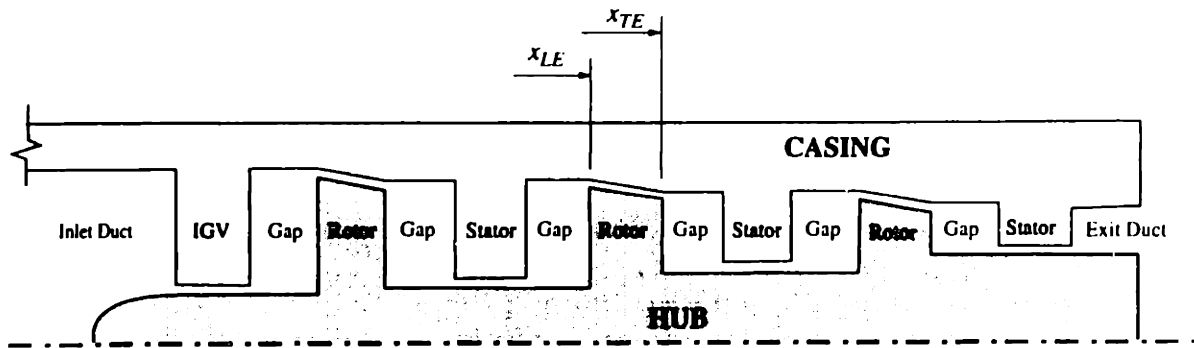 x_TE
x_LE
CASING
Inlet Duct IGV Gap Rotor Gap Stator Gap Rotor Gap Stator Gap Rotor Gap Stator Exit Duct
HUB